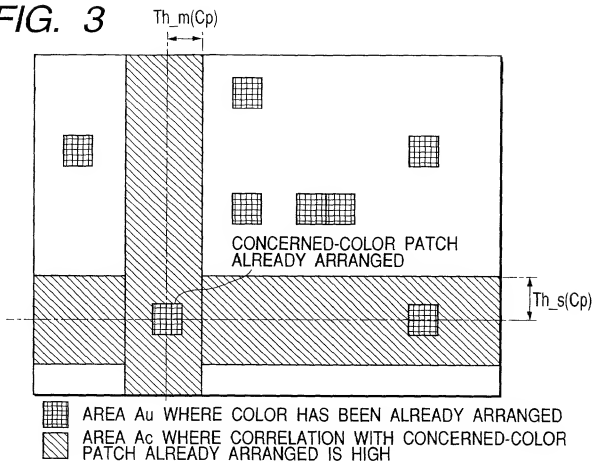 FIG. 3
Th_m(Cp)
CONCERNED-COLOR PATCH
ALREADY ARRANGED
Th_s(Cp)
AREA Au WHERE COLOR HAS BEEN ALREADY ARRANGED
AREA Ac WHERE CORRELATION WITH CONCERNED-COLOR
PATCH ALREADY ARRANGED IS HIGH